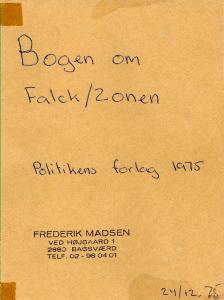 Bogen om
Falck/Zonen
Politikens forlag 1975
FREDERIK MADSEN
VED HØJGAARD 1
2880 BAGSVÆRD
TELF. 02 - 98 04 01
24/12. 75